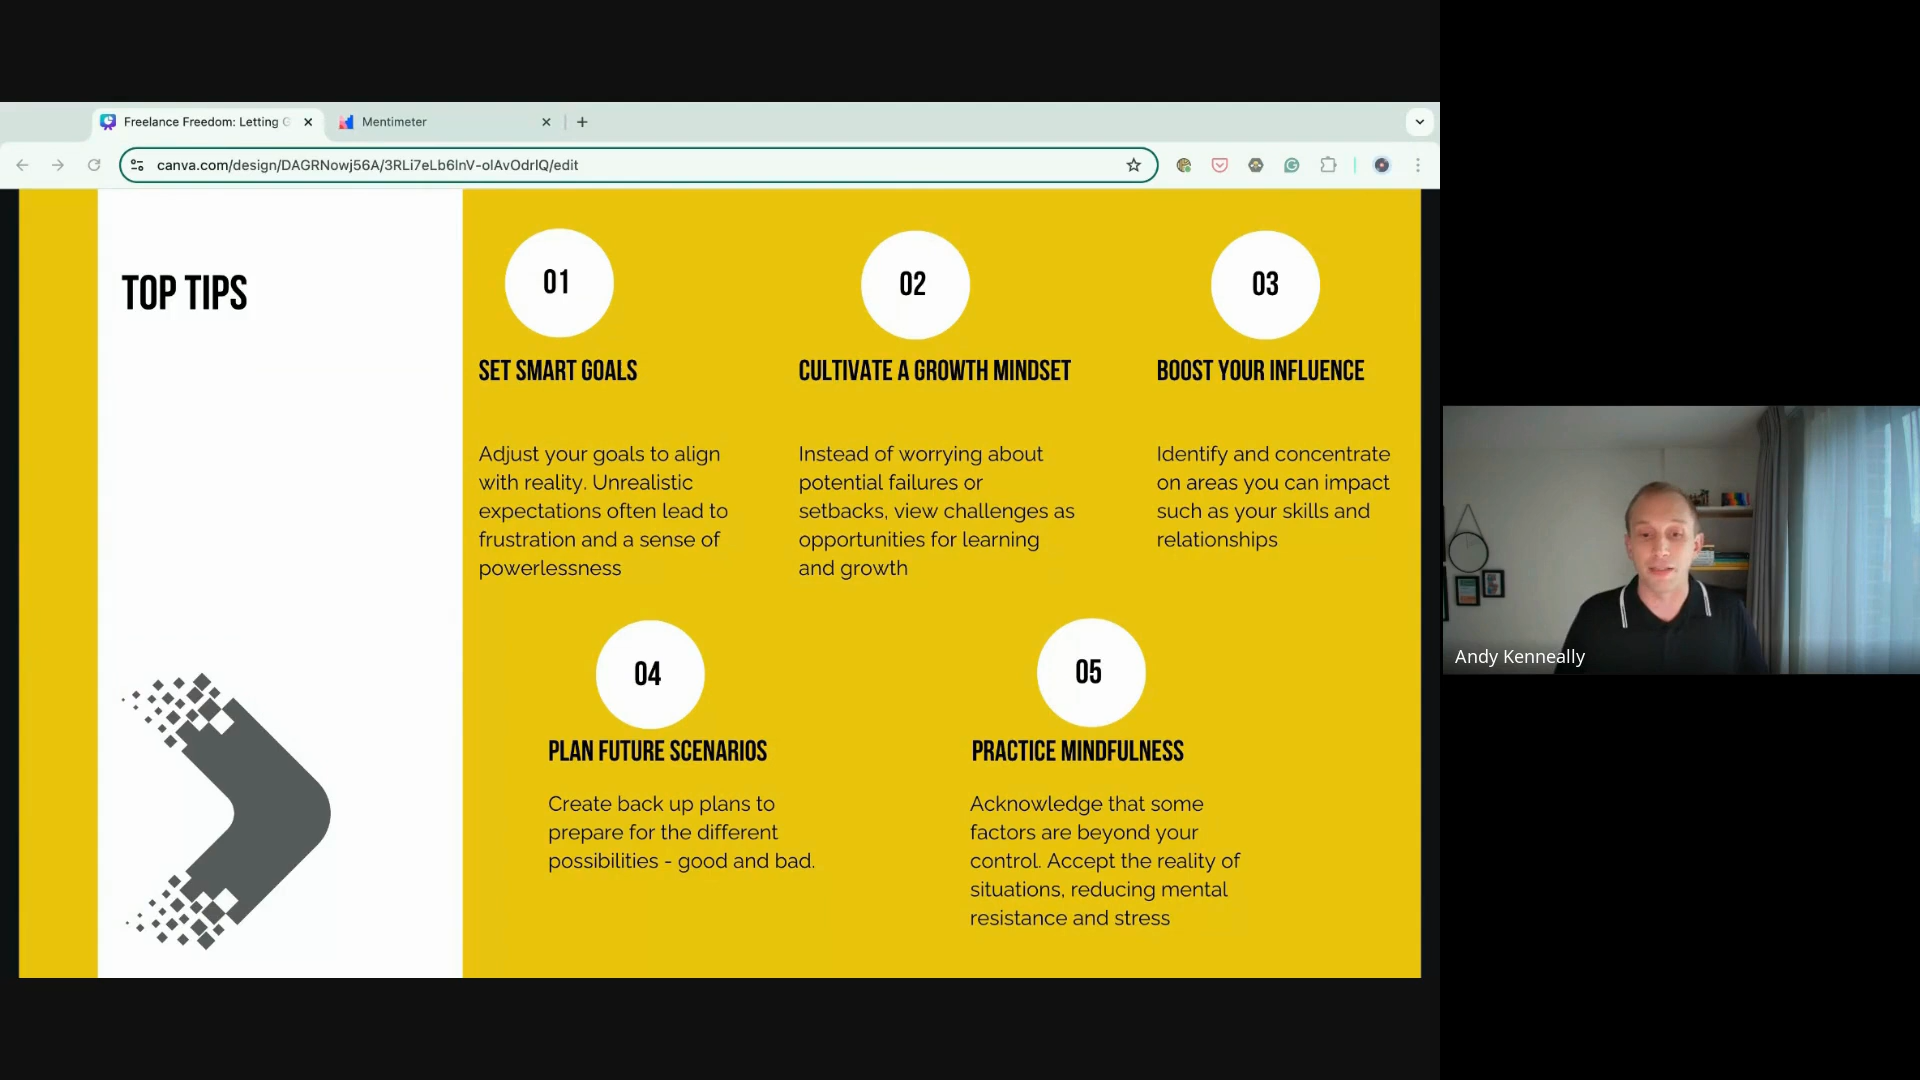 Freelance Freedom: Letting G
Mentimeter
canva.com/design/DAGRNowj56A/3RLi7eLb6InV-olAvOdrIQ/edit
TOP TIPS
01
SET SMART GOALS
Adjust your goals to align
with reality. Unrealistic
expectations often lead to
frustration and a sense of
powerlessness
02
CULTIVATE A GROWTH MINDSET
Instead of worrying about
potential failures or
setbacks, view challenges as
opportunities for learning
and growth
03
BOOST YOUR INFLUENCE
Identify and concentrate
on areas you can impact
such as your skills and
relationships
04
PLAN FUTURE SCENARIOS
Create back up plans to
prepare for the different
possibilities - good and bad.
05
PRACTICE MINDFULNESS
Acknowledge that some
factors are beyond your
control. Accept the reality of
situations, reducing mental
resistance and stress
Andy Kenneally